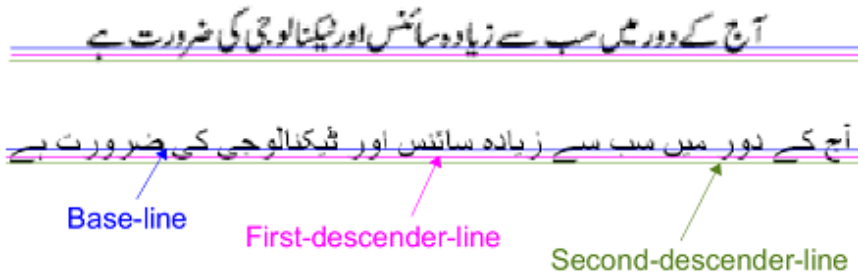 آج کے دور میں سب سے زیادہ سائنس اور ٹیکنالوجی کی ضرورت ہے
آج کے دور میں سب سے زیادہ سائنس اور ٹیکنالوجی کی ضرورت ہے
Base-line
First-descender-line
Second-descender-line